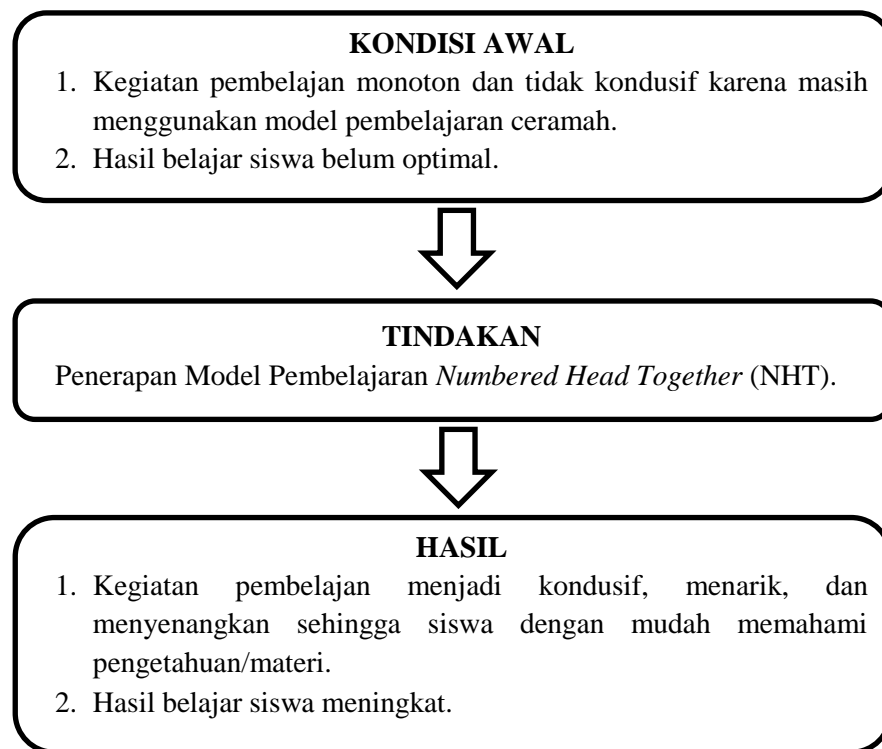 KONDISI AWAL
1. Kegiatan pembelajan monoton dan tidak kondusif karena masih
menggunakan model pembelajaran ceramah.
2. Hasil belajar siswa belum optimal.
TINDAKAN
Penerapan Model Pembelajaran Numbered Head Together (NHT).
HASIL
1. Kegiatan pembelajan menjadi kondusif, menarik, dan
menyenangkan sehingga siswa dengan mudah memahami
pengetahuan/materi.
2. Hasil belajar siswa meningkat.